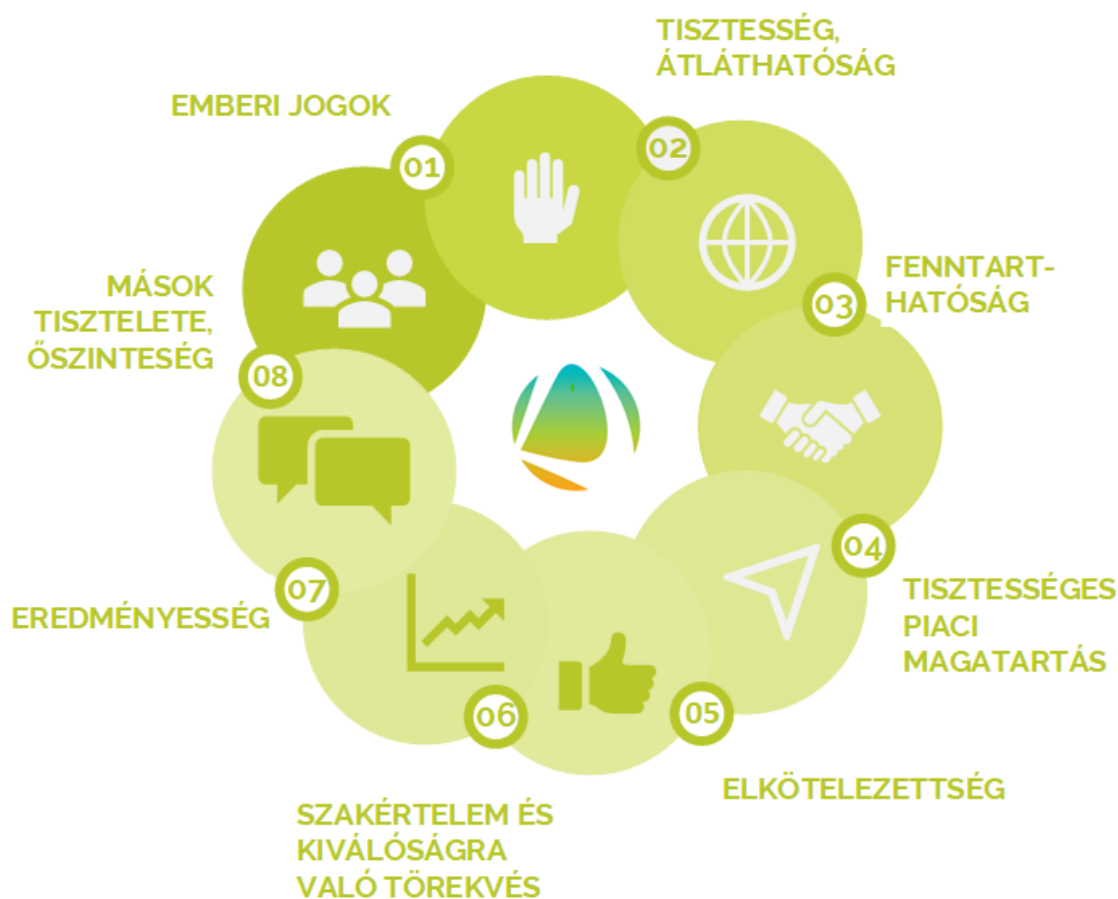 01
EMBERI JOGOK
02
TISZTESSÉG,
ÁTLÁTHATÓSÁG
03
FENNTART-
HATÓSÁG
04
TISZTESSÉGES
PIACI
MAGATARTÁS
05
ELKÖTELEZETTSÉG
06
SZAKÉRTELEM ÉS
KIVÁLÓSÁGRA
VALÓ TÖREKVÉS
07
EREDMÉNYESSÉG
08
MÁSOK
TISZTELETE,
ŐSZINTESÉG